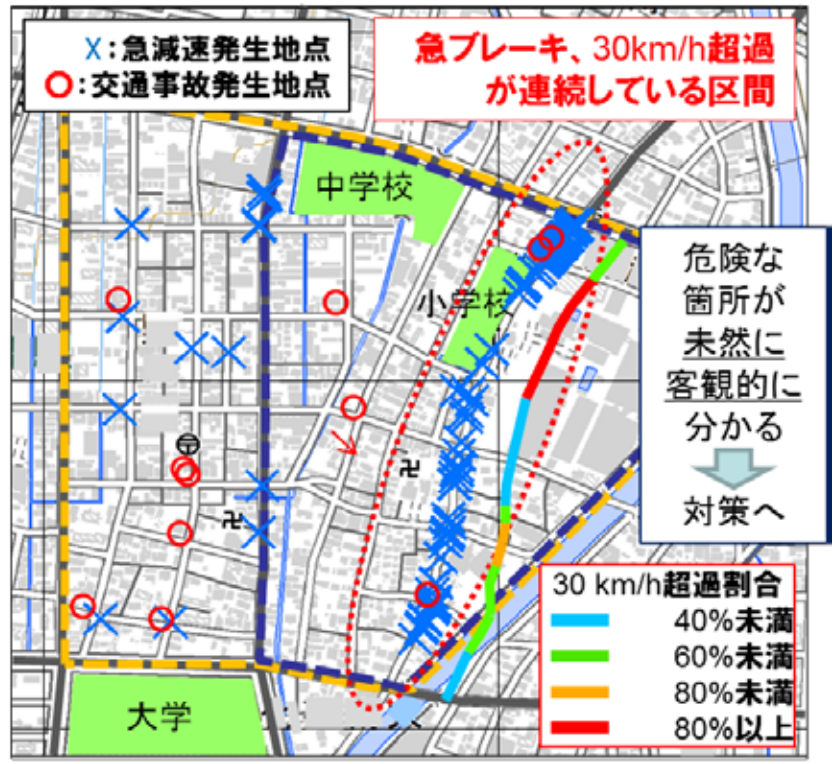 X：急減速発生地点
○：交通事故発生地点
急ブレーキ、30km/h超過
が連続している区間
中学校
小学校
危険な
箇所が
未然に
客観的に
分かる
対策へ
30 km/h超過割合
40%未満
60%未満
80%未満
80%以上
大学